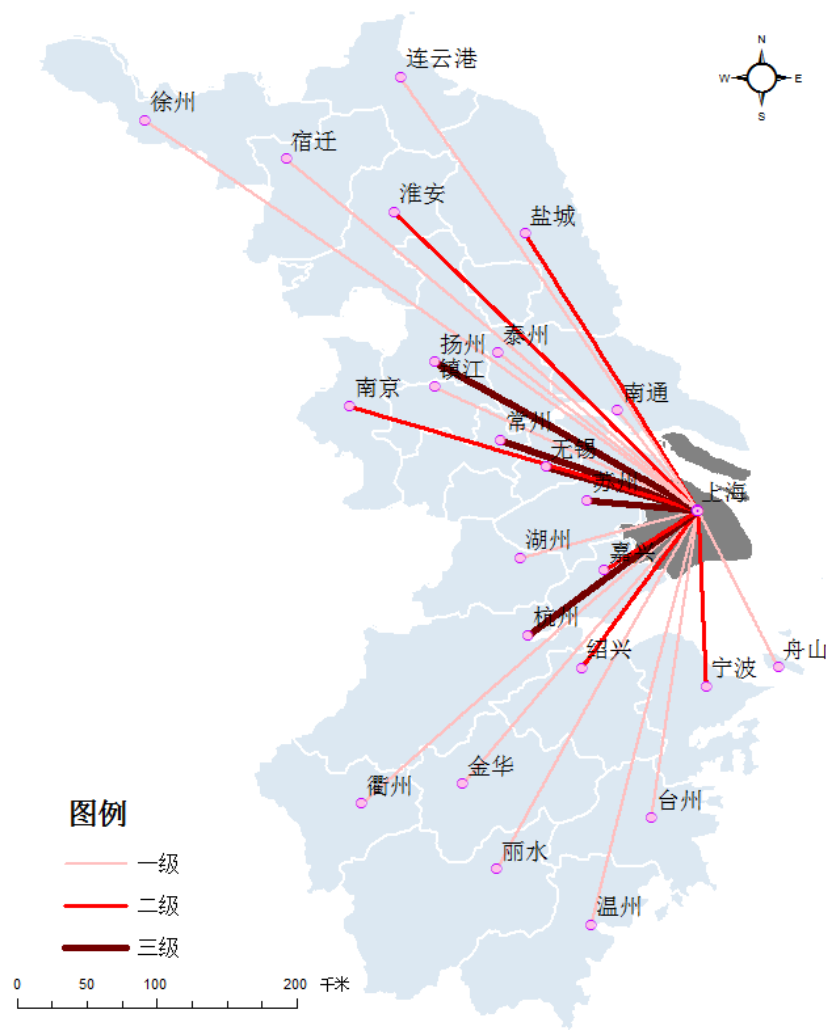 连云港
N
W
E
S
徐州
宿迁
淮安
盐城
泰州
扬州
镇江
南京
南通
常州
无锡
苏州
上海
湖州
嘉兴
杭州
绍兴
舟山
宁波
金华
衢州
台州
丽水
温州
图例
一级
二级
三级
0 50 100 200 千米